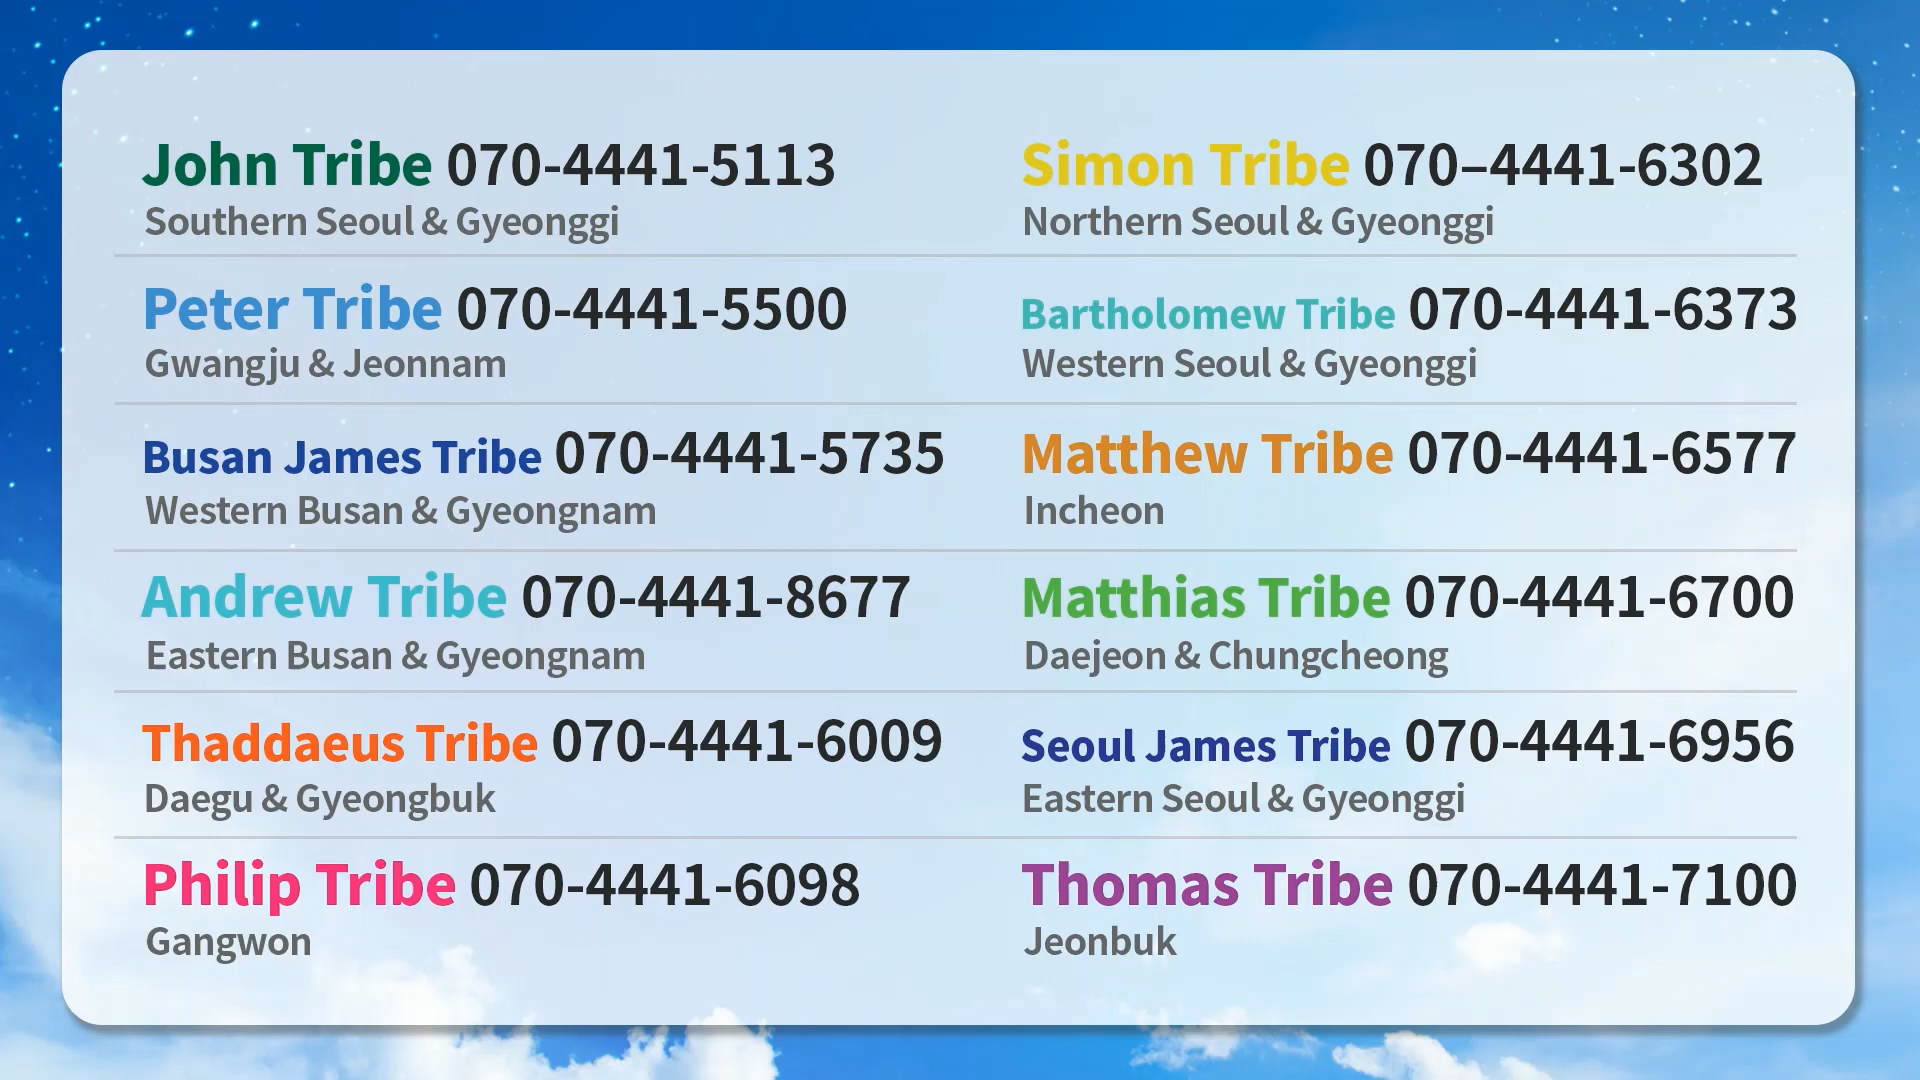 John Tribe 070-4441-5113
Southern Seoul & Gyeonggi
Peter Tribe 070-4441-5500
Gwangju & Jeonnam
Busan James Tribe 070-4441-5735
Western Busan & Gyeongnam
Andrew Tribe 070-4441-8677
Eastern Busan & Gyeongnam
Thaddaeus Tribe 070-4441-6009
Daegu & Gyeongbuk
Philip Tribe 070-4441-6098
Gangwon
Simon Tribe 070–4441-6302
Northern Seoul & Gyeonggi
Bartholomew Tribe 070-4441-6373
Western Seoul & Gyeonggi
Matthew Tribe 070-4441-6577
Incheon
Matthias Tribe 070-4441-6700
Daejeon & Chungcheong
Seoul James Tribe 070-4441-6956
Eastern Seoul & Gyeonggi
Thomas Tribe 070-4441-7100
Jeonbuk